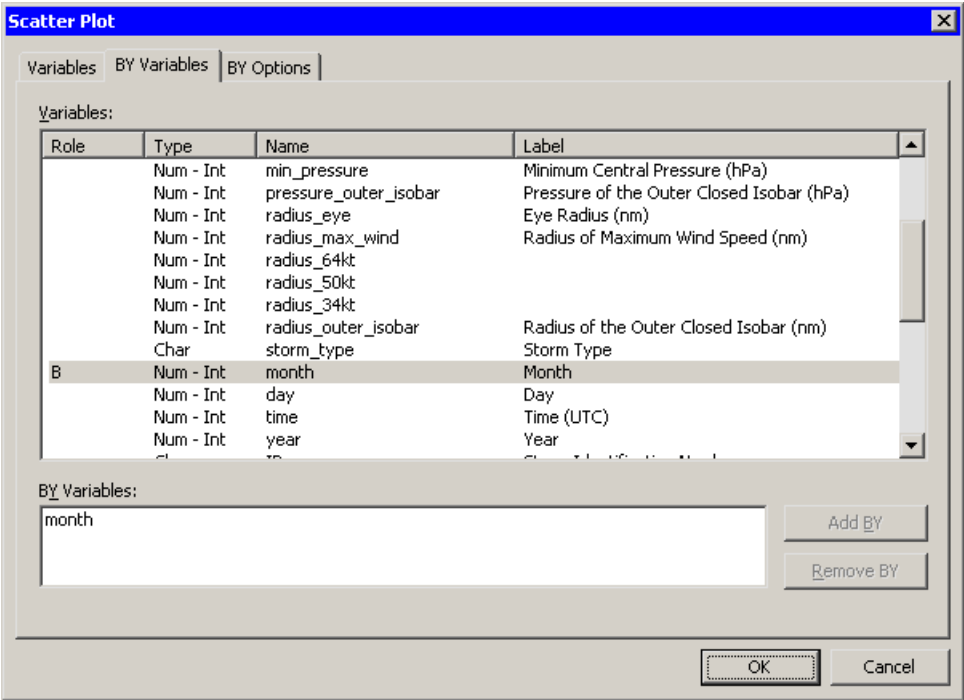 Scatter Plot
Variables BY Variables BY Options
Variables:
Role Type Name Label
Num - Int min_pressure Minimum Central Pressure (hPa)
Num - Int pressure_outer_isobar Pressure of the Outer Closed Isobar (hPa)
Num - Int radius_eye Eye Radius (nm)
Num - Int radius_max_wind Radius of Maximum Wind Speed (nm)
Num - Int radius_64kt
Num - Int radius_50kt
Num - Int radius_34kt
Num - Int radius_outer_isobar Radius of the Outer Closed Isobar (nm)
Char storm_type Storm Type
B Num - Int month Month
Num - Int day Day
Num - Int time Time (UTC)
Num - Int year Year
BY Variables:
month
Add BY
Remove BY
OK Cancel